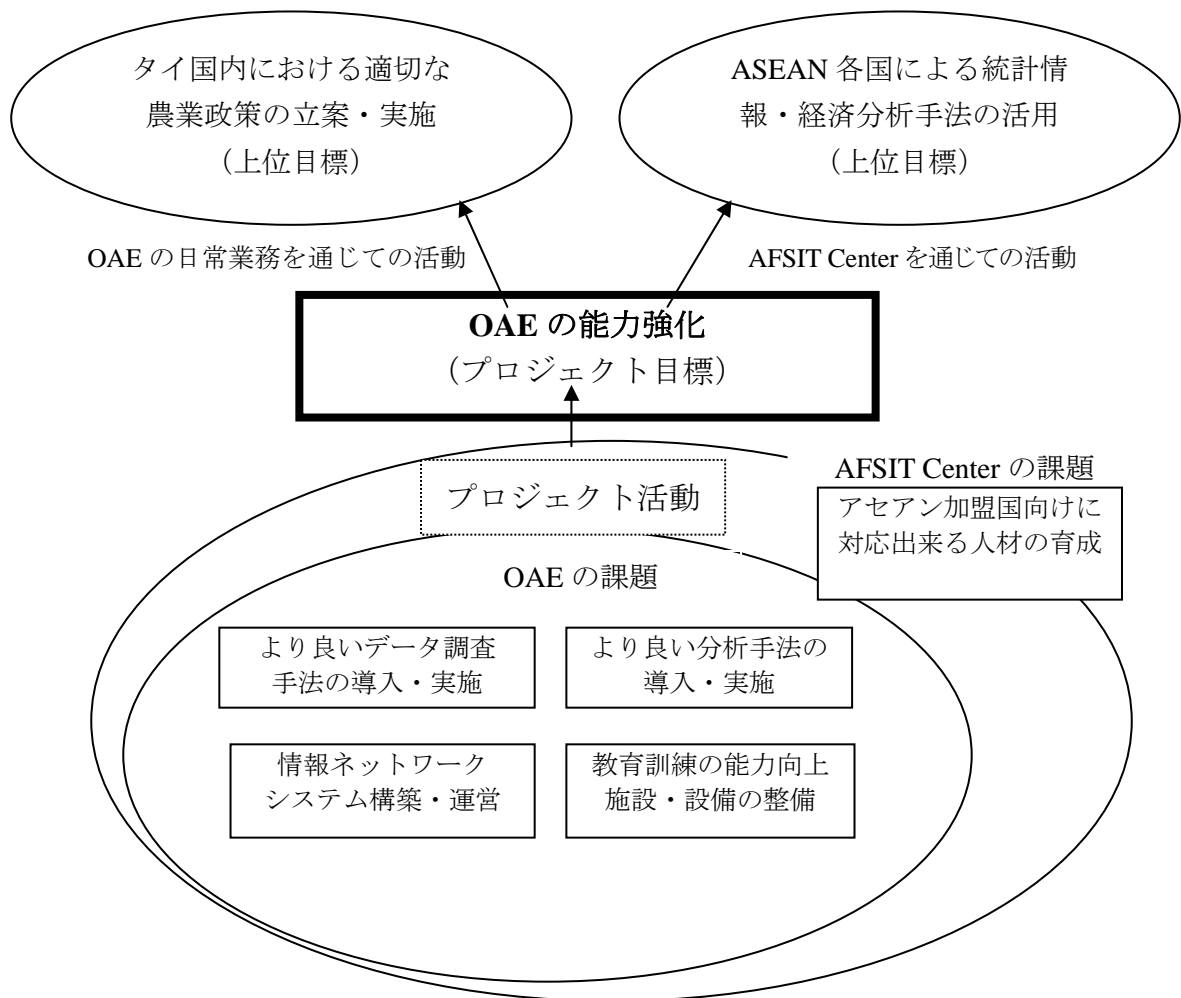 タイ国内における適切な
農業政策の立案・実施
（上位目標）
ASEAN 各国による統計情
報・経済分析手法の活用
（上位目標）
OAE の日常業務を通じての活動
AFSIT Center を通じての活動
OAE の能力強化
（プロジェクト目標）
プロジェクト活動
AFSIT Center の課題
アセアン加盟国向けに
対応出来る人材の育成
OAE の課題
より良いデータ調査
手法の導入・実施
より良い分析手法の
導入・実施
情報ネットワーク
システム構築・運営
教育訓練の能力向上
施設・設備の整備